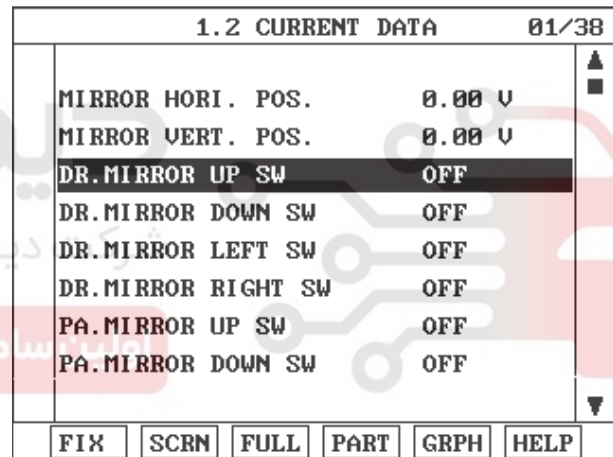 1.2 CURRENT DATA 01/38
MIRROR HORI. POS. 0.00 V
MIRROR VERT. POS. 0.00 V
DR.MIRROR UP SW OFF
DR.MIRROR DOWN SW OFF
DR.MIRROR LEFT SW OFF
DR.MIRROR RIGHT SW OFF
PA.MIRROR UP SW OFF
PA.MIRROR DOWN SW OFF
FIX SCRN FULL PART GRPH HELP